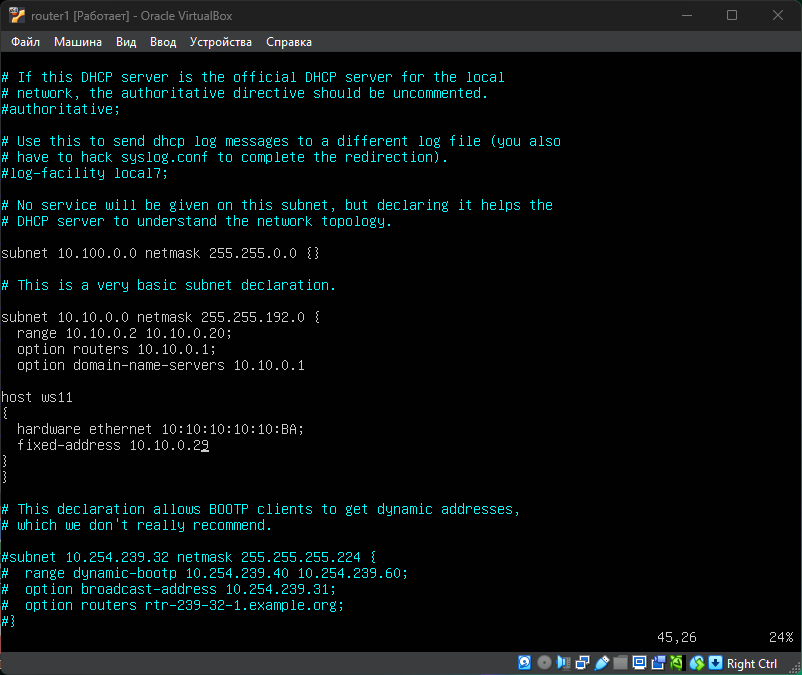 router1 [Работает] - Oracle VirtualBox
Файл Машина Вид Ввод Устройства Справка
# If this DHCP server is the official DHCP server for the local
# network, the authoritative directive should be uncommented.
#authoritative;
# Use this to send dhcp log messages to a different log file (you also
# have to hack syslog.conf to complete the redirection).
#log-facility local7;
# No service will be given on this subnet, but declaring it helps the
# DHCP server to understand the network topology.
subnet 10.100.0.0 netmask 255.255.0.0 {}
# This is a very basic subnet declaration.
subnet 10.10.0.0 netmask 255.255.192.0 {
range 10.10.0.2 10.10.0.20;
option routers 10.10.0.1;
option domain-name-servers 10.10.0.1
host ws11
{
hardware ethernet 10:10:10:10:10:BA;
fixed-address 10.10.0.29
}
}
# This declaration allows BOOTP clients to get dynamic addresses,
# which we don't really recommend.
#subnet 10.254.239.32 netmask 255.255.255.224 {
#  range dynamic-bootp 10.254.239.40 10.254.239.60;
#  option broadcast-address 10.254.239.31;
#  option routers rtr-239-32-1.example.org;
#}
45,26 24%
Right Ctrl